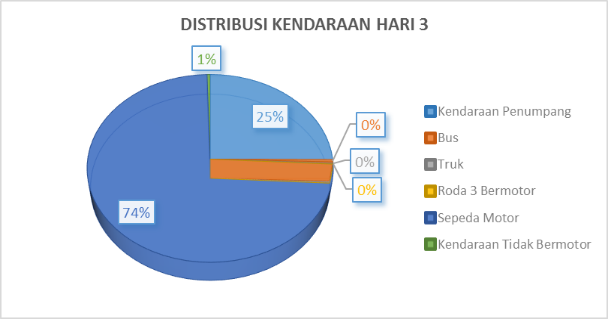 DISTRIBUSI KENDARAAN HARI 3
1%
25%
0%
0%
0%
74%
Kendaraan Penumpang
Bus
Truk
Roda 3 Bermotor
Sepeda Motor
Kendaraan Tidak Bermotor